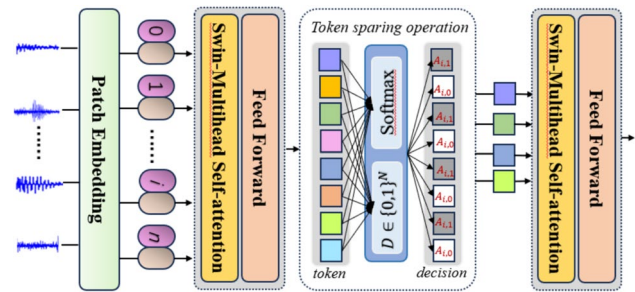 Patch Embedding
0
1
......
i
n
......
Swin-Multihead Self-attention
Feed Forward
Token sparing operation
Softmax
D ∈ {0,1}^N
token
A_{i,1}
A_{i,0}
A_{i,1}
A_{i,0}
A_{i,1}
A_{i,0}
A_{i,1}
A_{i,0}
decision
Swin-Multihead Self-attention
Feed Forward